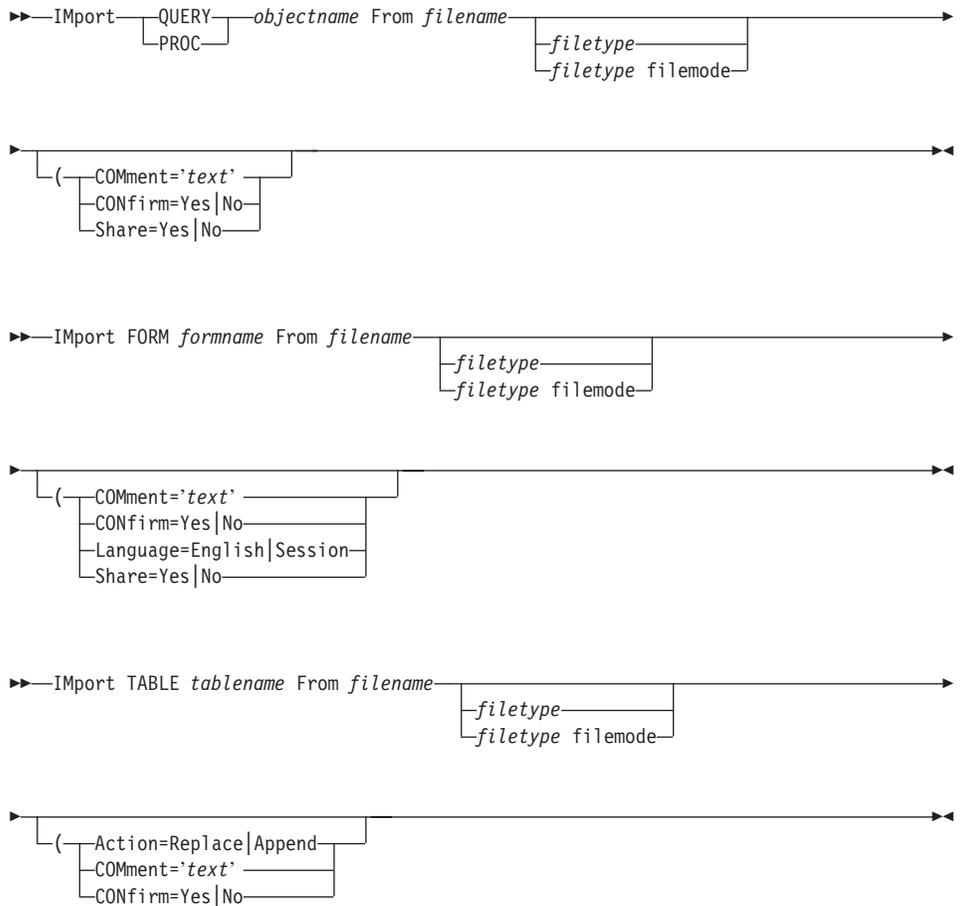 IMport QUERY objectname From filename
PROC filetype
filetype filemode
( COMment='text'
CONfirm=Yes|No
Share=Yes|No
IMport FORM formname From filename
filetype
filetype filemode
( COMment='text'
CONfirm=Yes|No
Language=English|Session
Share=Yes|No
IMport TABLE tablename From filename
filetype
filetype filemode
( Action=Replace|Append
COMment='text'
CONfirm=Yes|No